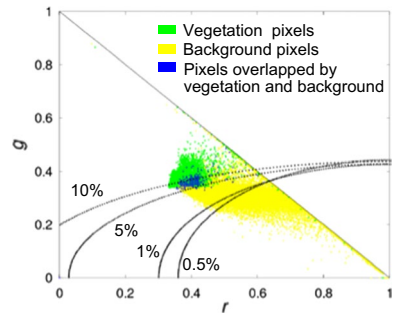 Vegetation pixels
Background pixels
Pixels overlapped by
vegetation and background
1
0.8
0.6
g
0.4
10%
0.2
5%
1%
0.5%
0
0 0.2 0.4 0.6 0.8 1
r